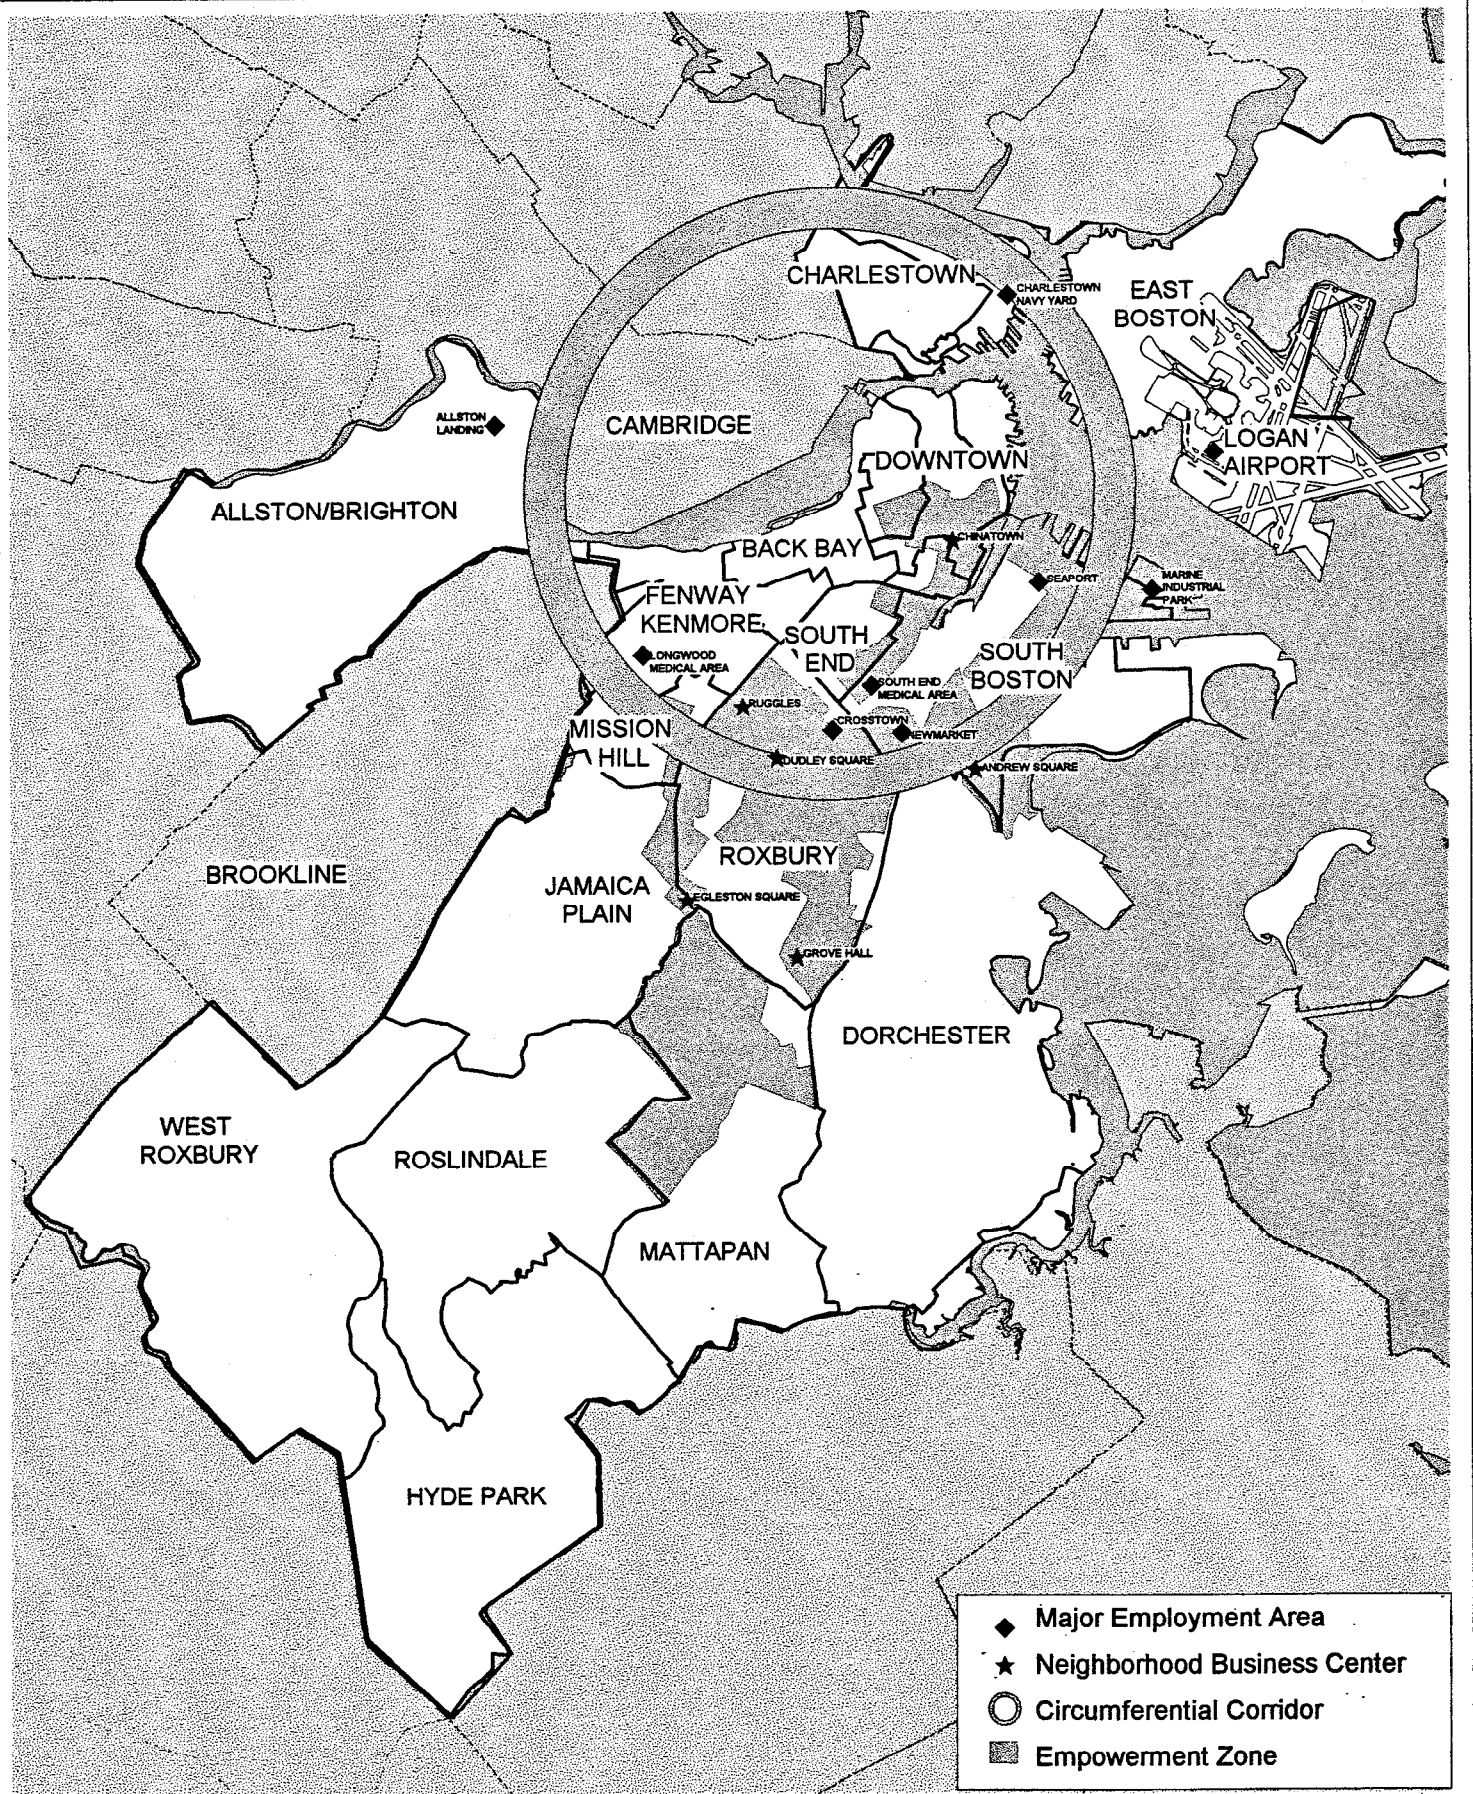 CHARLESTOWN
CHARLESTOWN
NAVY YARD
EAST
BOSTON
ALLSTON
LANDING
CAMBRIDGE
LOGAN
AIRPORT
DOWNTOWN
ALLSTON/BRIGHTON
CHINATOWN
BACK BAY
SEAPORT
MARINE
INDUSTRIAL
PARK
FENWAY
KENMORE
SOUTH
END
SOUTH
BOSTON
LONGWOOD
MEDICAL AREA
SOUTH END
MEDICAL AREA
RUGGLES
CROSSTOWN
NEWMARKET
MISSION
HILL
DUDLEY SQUARE
ANDREW SQUARE
ROXBURY
BROOKLINE
JAMAICA
PLAIN
EGLESTON SQUARE
GROVE HALL
DORCHESTER
WEST
ROXBURY
ROSLINDALE
MATTAPAN
HYDE PARK
Major Employment Area
Neighborhood Business Center
Circumferential Corridor
Empowerment Zone